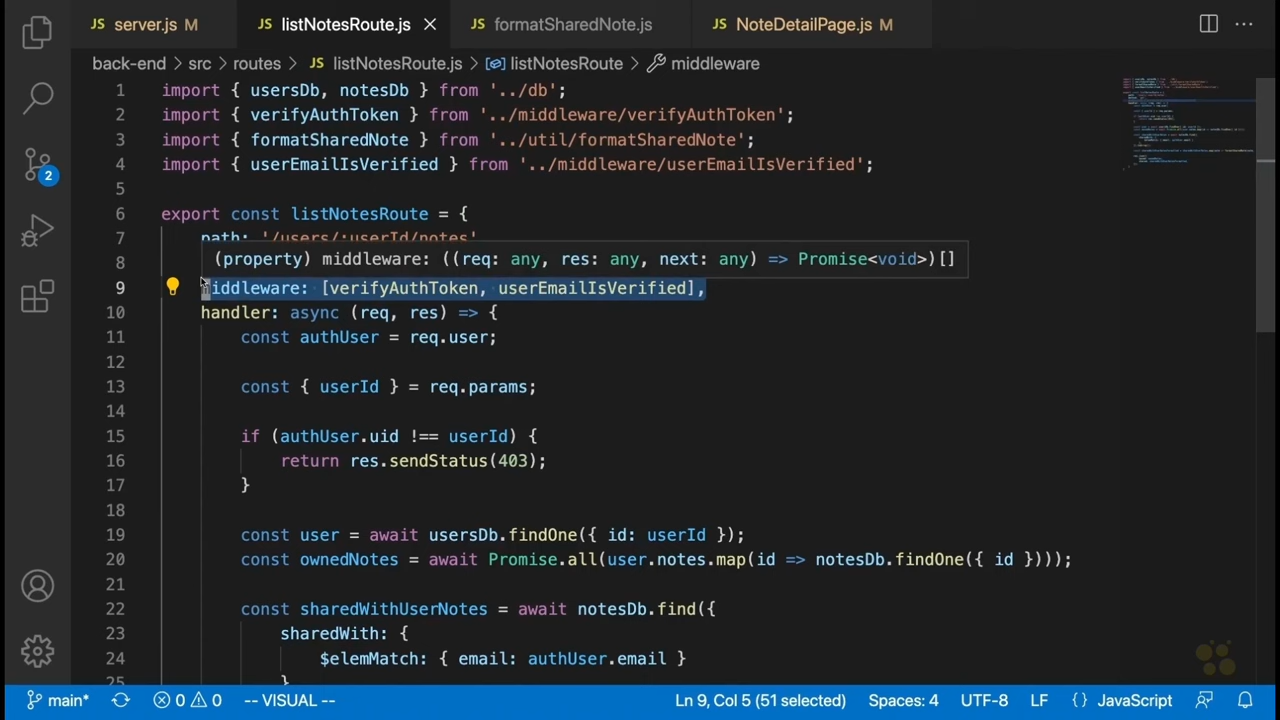 JS server.js M JS listNotesRoute.js × JS formatSharedNote.js JS NoteDetailPage.js M ···
back-end > src > routes > JS listNotesRoute.js > listNotesRoute > middleware
1 import { usersDb, notesDb } from '../db';
2 import { verifyAuthToken } from '../middleware/verifyAuthToken';
3 import { formatSharedNote } from '../util/formatSharedNote';
4 import { userEmailIsVerified } from '../middleware/userEmailIsVerified';
5
6 export const listNotesRoute = {
7 path: '/users/:userId/notes'
8 (property) middleware: ((req: any, res: any, next: any) => Promise<void>)[]
9 middleware: [verifyAuthToken, userEmailIsVerified],
10 handler: async (req, res) => {
11 const authUser = req.user;
12
13 const { userId } = req.params;
14
15 if (authUser.uid !== userId) {
16 return res.sendStatus(403);
17 }
18
19 const user = await usersDb.findOne({ id: userId });
20 const ownedNotes = await Promise.all(user.notes.map(id => notesDb.findOne({ id })));
21
22 const sharedWithUserNotes = await notesDb.find({
23 sharedWith: {
24 $elemMatch: { email: authUser.email }
25 }
2
main* 0 0 -- VISUAL -- Ln 9, Col 5 (51 selected) Spaces: 4 UTF-8 LF {} JavaScript